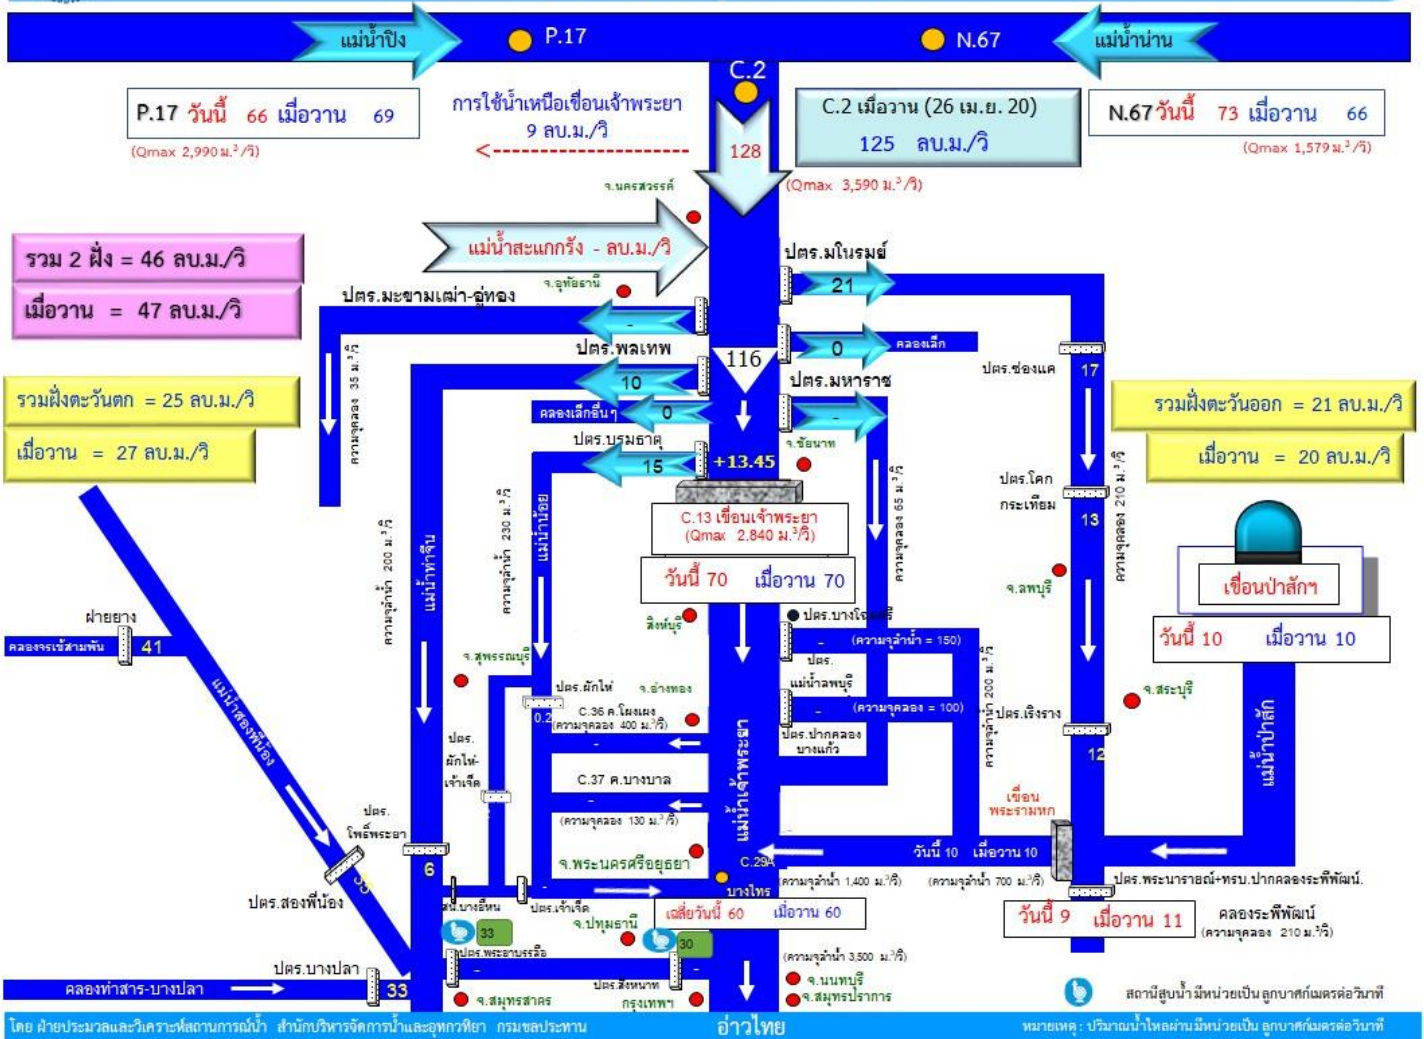 แม่น้ำปิง
P.17
N.67
แม่น้ำน่าน
C.2
P.17 วันนี้ 66 เมื่อวาน 69
(Qmax 2,990 ม.³/วิ)
การใช้น้ำเหนือเขื่อนเจ้าพระยา
9 ลบ.ม./วิ
128
C.2 เมื่อวาน (26 เม.ย. 20)
125 ลบ.ม./วิ
(Qmax 3,590 ม.³/วิ)
N.67 วันนี้ 73 เมื่อวาน 66
(Qmax 1,579 ม.³/วิ)
จ.นครสวรรค์
แม่น้ำสะแกกรัง - ลบ.ม./วิ
จ.อุทัยธานี
รวม 2 ฝั่ง = 46 ลบ.ม./วิ
เมื่อวาน = 47 ลบ.ม./วิ
ปตร.มโนรมย์
21
ปตร.มะขามเฒ่า-อู่ทอง
-
0
คลองเล็ก
ปตร.พลเทพ
10
116
ปตร.มหาราช
-
ปตร.ช่องแค
17
รวมฝั่งตะวันตก = 25 ลบ.ม./วิ
เมื่อวาน = 27 ลบ.ม./วิ
รวมฝั่งตะวันออก = 21 ลบ.ม./วิ
เมื่อวาน = 20 ลบ.ม./วิ
ความจุคลอง 35 ม.³/วิ
คลองเล็กอื่นๆ
0
ปตร.บรมธาตุ
15
+13.45
จ.ชัยนาท
C.13 เขื่อนเจ้าพระยา
(Qmax 2,840 ม.³/วิ)
วันนี้ 70 เมื่อวาน 70
ความจุลำน้ำ 200 ม.³/วิ
แม่น้ำท่าจีน
ความจุลำน้ำ 230 ม.³/วิ
แม่น้ำน้อย
ความจุคลอง 65 ม.³/วิ
ปตร.โคก
กระเทียม
13
ความจุคลอง 210 ม.³/วิ
จ.ลพบุรี
เขื่อนป่าสักฯ
วันนี้ 10 เมื่อวาน 10
ฝายยาง
คลองจรเข้สามพัน
41
แม่น้ำสองพี่น้อง
สิงห์บุรี
(ความจุลำน้ำ = 150)
-
ปตร.
แม่น้ำลพบุรี
จ.สุพรรณบุรี
ปตร.ผักไห่
0.2
จ.อ่างทอง
C.36 ค.โผงเผง
(ความจุคลอง 400 ม.³/วิ)
-
(ความจุคลอง = 100)
-
ปตร.ปากคลอง
บางแก้ว
ความจุลำน้ำ 200 ม.³/วิ
จ.สระบุรี
ปตร.เริงราง
12
แม่น้ำป่าสัก
แม่น้ำเจ้าพระยา
ปตร.
ผักไห่-
เจ้าเจ็ด
C.37 ค.บางบาล
-
(ความจุคลอง 130 ม.³/วิ)
เขื่อน
พระรามหก
ปตร.
โพธิ์พระยา
6
จ.พระนครศรีอยุธยา
C.29A
บางไทร
วันนี้ 10 เมื่อวาน 10
(ความจุลำน้ำ 1,400 ม.³/วิ)
(ความจุลำน้ำ 700 ม.³/วิ)
ปตร.พระนารายณ์+ทรบ.ปากคลองระพีพัฒน์.
ปตร.สองพี่น้อง
สน.บางยี่หน
ปตร.เจ้าเจ็ด
-
เฉลี่ยวันนี้ 60 เมื่อวาน 60
วันนี้ 9 เมื่อวาน 11
คลองระพีพัฒน์
(ความจุคลอง 210 ม.³/วิ)
33
จ.ปทุมธานี
30
ปตร.พระยาบรรลือ
-
(ความจุลำน้ำ 3,500 ม.³/วิ)
ปตร.บางปลา
คลองท่าสาร-บางปลา
33
ปตร.สิงหนาท
-
จ.สมุทรสาคร
กรุงเทพฯ
จ.นนทบุรี
จ.สมุทรปราการ
สถานีสูบน้ำ มีหน่วยเป็น ลูกบาศก์เมตรต่อวินาที
โดย ฝ่ายประมวลและวิเคราะห์สถานการณ์น้ำ สำนักบริหารจัดการน้ำและอุทกวิทยา กรมชลประทาน
อ่าวไทย
หมายเหตุ : ปริมาณน้ำไหลผ่าน มีหน่วยเป็น ลูกบาศก์เมตรต่อวินาที